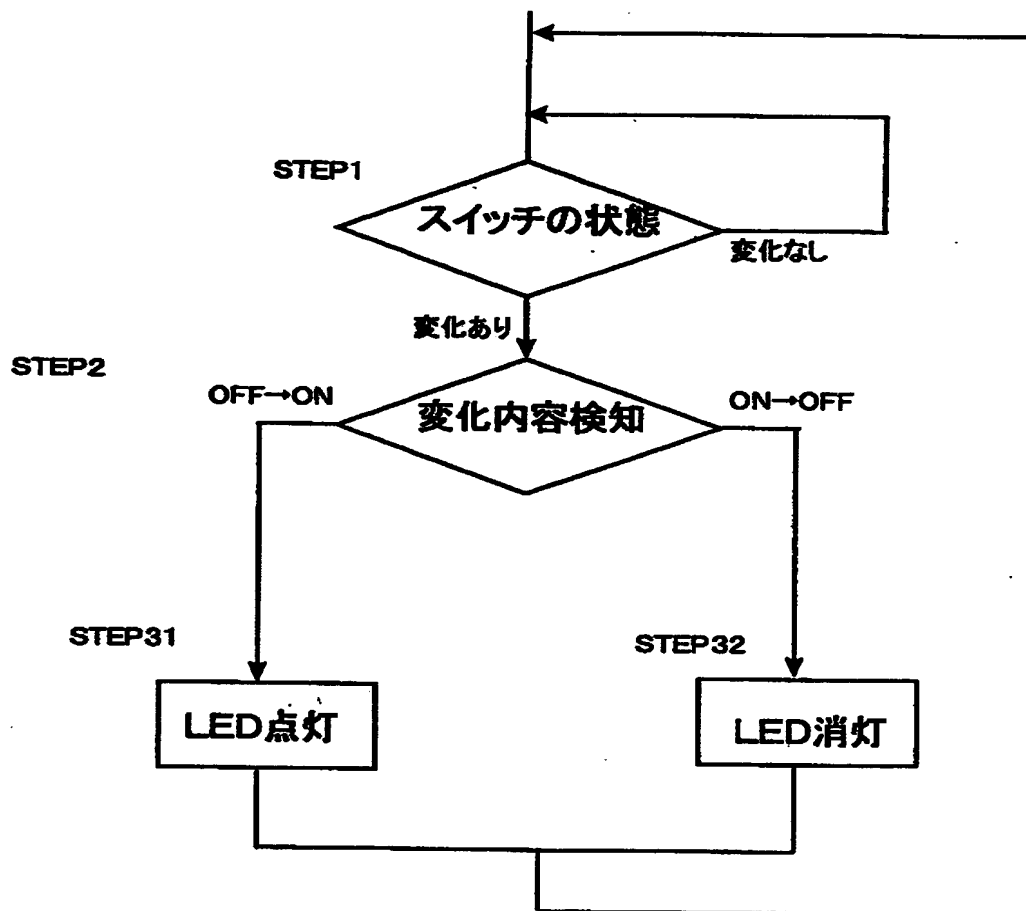 STEP1
スイッチの状態
変化なし
変化あり
STEP2
OFF→ON
変化内容検知
ON→OFF
STEP31
STEP32
LED点灯
LED消灯